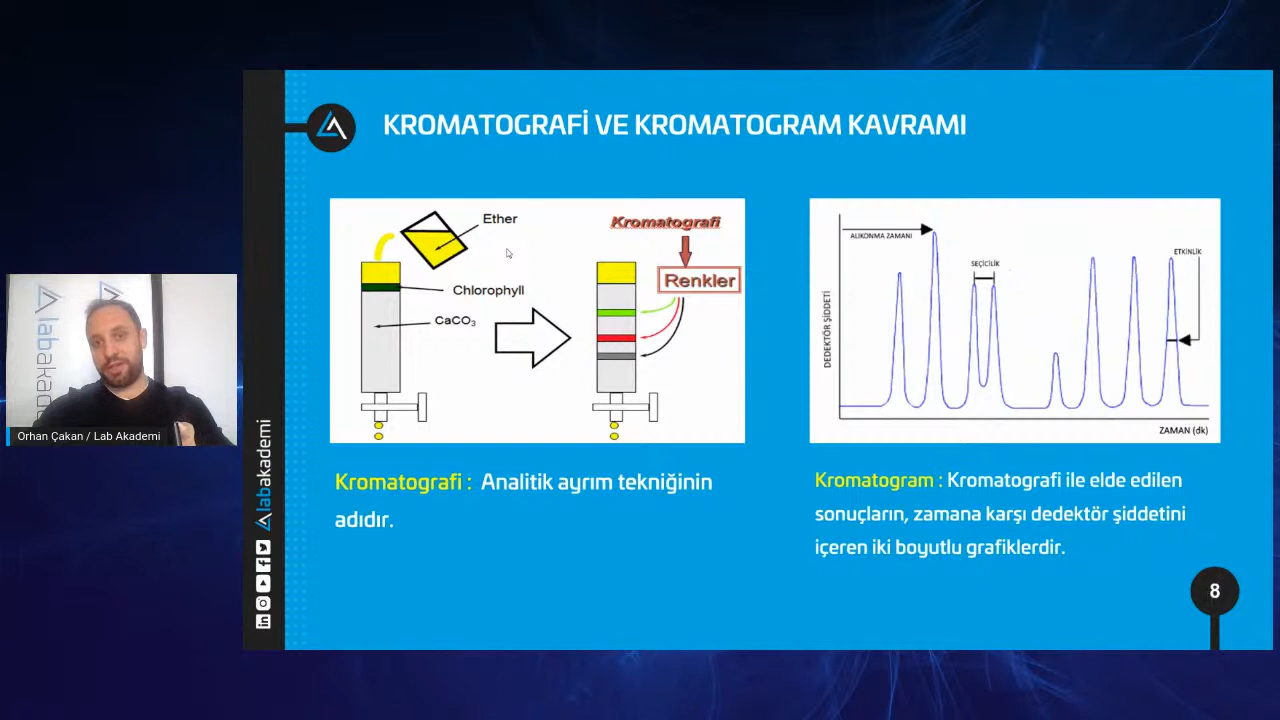 KROMATOGRAFİ VE KROMATOGRAM KAVRAMI
Ether
Chlorophyll
CaCO₃
Kromatografi
Renkler
ALIKONMA ZAMANI
SEÇİCİLİK
ETKİNLİK
DEDEKTÖR ŞİDDETİ
ZAMAN (dk)
Kromatografi : Analitik ayrım tekniğinin
adıdır.
Kromatogram : Kromatografi ile elde edilen
sonuçların, zamana karşı dedektör şiddetini
içeren iki boyutlu grafiklerdir.
8
labakademi
labakade
Orhan Çakan / Lab Akademi